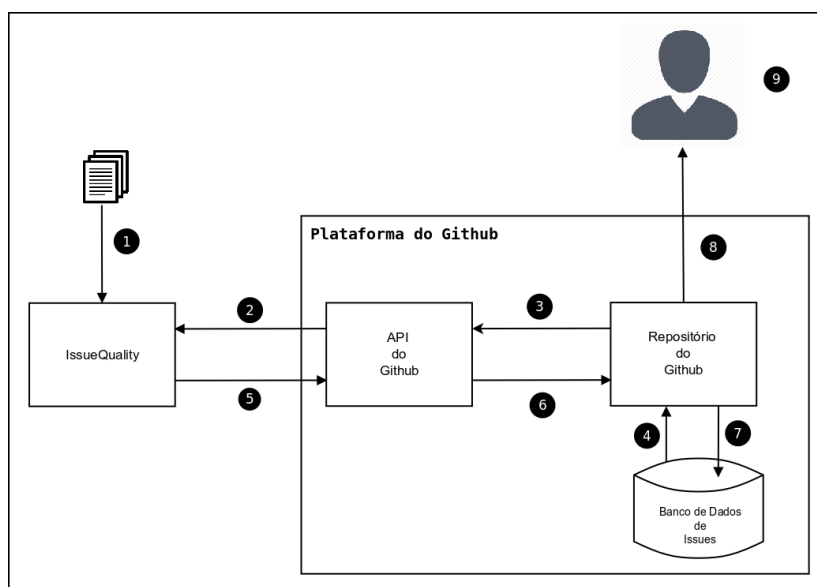 9
1
Plataforma do Github
8
2
3
IssueQuality
API
do
Github
Repositório
do
Github
5
6
4
7
Banco de Dados
de
Issues